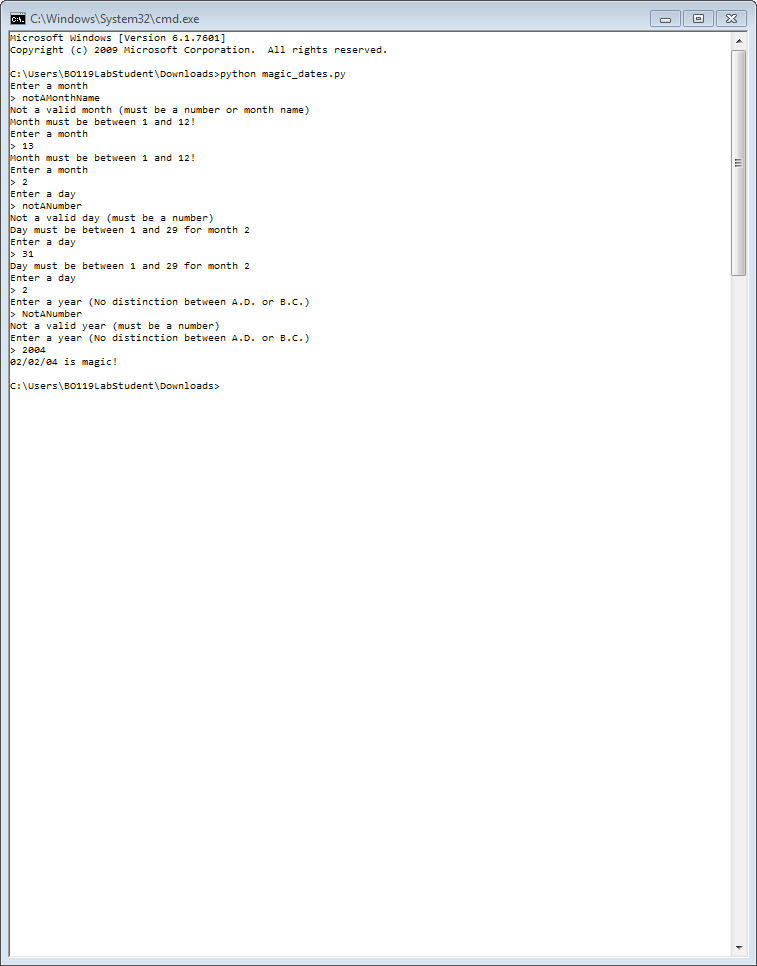 C:\Windows\System32\cmd.exe
Microsoft Windows [Version 6.1.7601]
Copyright (c) 2009 Microsoft Corporation.  All rights reserved.
C:\Users\BO119LabStudent\Downloads>python magic_dates.py
Enter a month
> notAMonthName
Not a valid month (must be a number or month name)
Month must be between 1 and 12!
Enter a month
> 13
Month must be between 1 and 12!
Enter a month
> 2
Enter a day
> notANumber
Not a valid day (must be a number)
Day must be between 1 and 29 for month 2
Enter a day
> 31
Day must be between 1 and 29 for month 2
Enter a day
> 2
Enter a year (No distinction between A.D. or B.C.)
> NotANumber
Not a valid year (must be a number)
Enter a year (No distinction between A.D. or B.C.)
> 2004
02/02/04 is magic!
C:\Users\BO119LabStudent\Downloads>